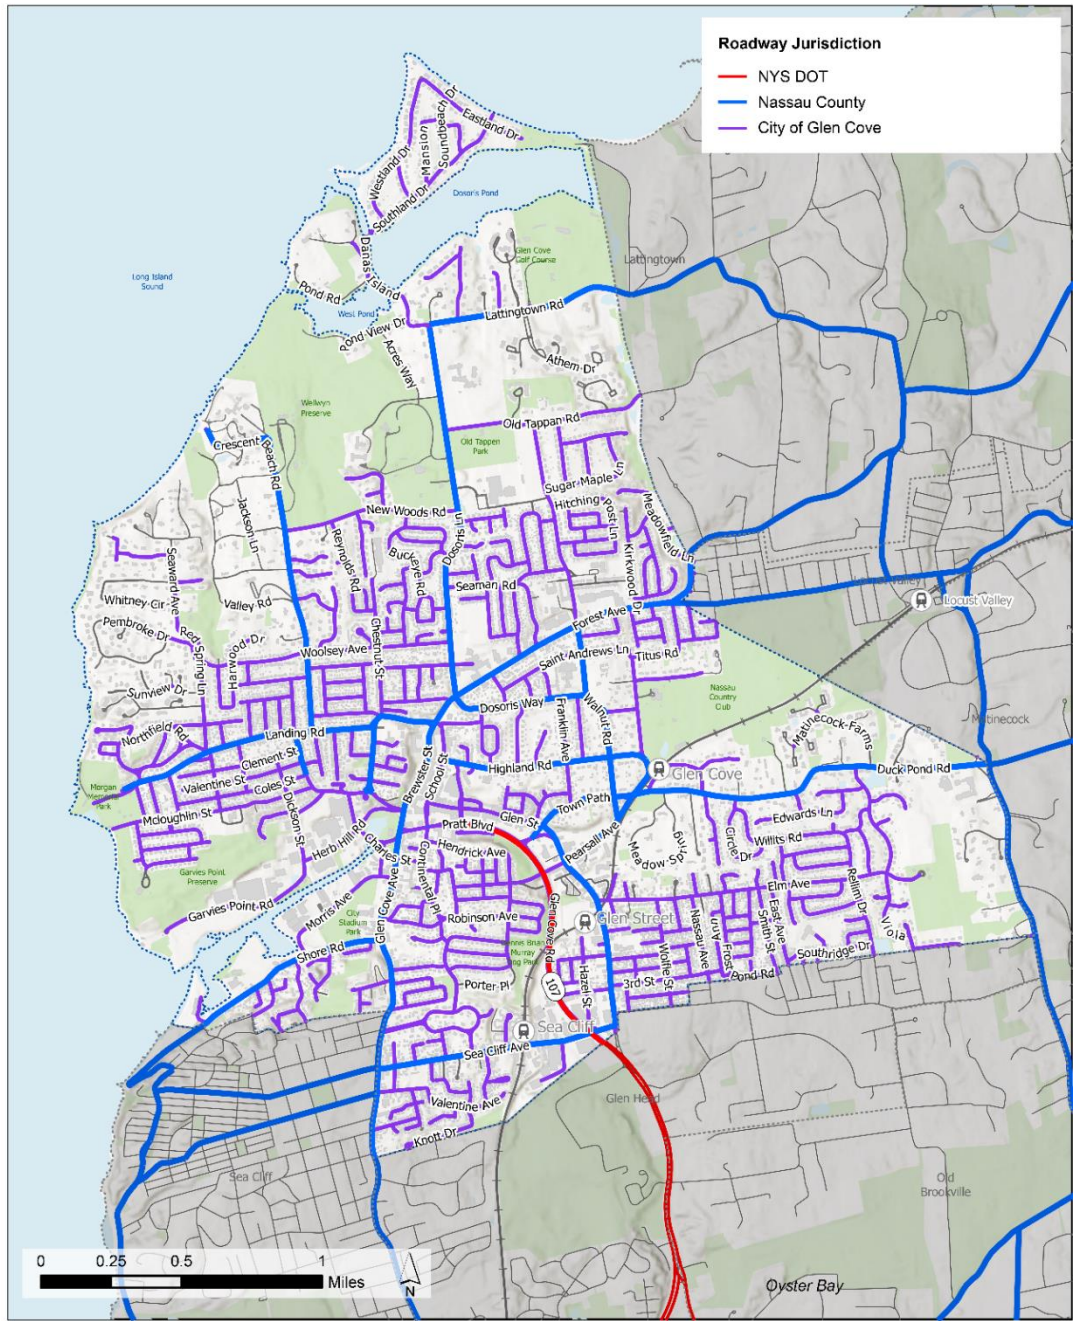 Roadway Jurisdiction
NYS DOT
Nassau County
City of Glen Cove
Eastland Dr
Soundbeach Dr
Mansion
Westland Dr
Southland Dr
Dosoris Pond
Danas Island
Glen Cove
Golf Course
Lattingtown
Long Island
Sound
Pond Rd
West Pond
Lattingtown Rd
Pond View Dr
Acres Way
Athem Dr
Wellwyn
Preserve
Old Tappan Rd
Old Tappen
Park
Crescent
Beach Rd
Sugar Maple Ln
Hitching
Post Ln
Meadowfield Ln
New Woods Rd
Jackson Ln
Reynolds Rd
Dosoris Ln
Buckeye Rd
Kirkwood Dr
Seaward Ave
Seaman Rd
Locust Valley
Locust Valley
Whitney Cir
Valley Rd
Forest Ave
Pembroke Dr
Red Spring Ln
Harwood Dr
Chestnut St
Woolsey Ave
Saint Andrews Ln
Titus Rd
Sunview Dr
Nassau
Country
Club
Dosoris Way
Franklin Ave
Walnut Rd
Matinecock
Northfield Rd
Landing Rd
Matinecock-Farms
Clement St
Brewster St
School St
Highland Rd
Glen Cove
Duck Pond Rd
Valentine St
Coles St
Morgan
Park
Dickson St
Mcloughlin St
Town Path
Glen St
Pratt Blvd
Edwards Ln
Willits Rd
Circle Dr
Pearsall Ave
Meadow Spring
Herb Hill Rd
Charles St
Hendrick Ave
Continental Pl
Garvies Point
Preserve
Elm Ave
East Ave
Smith St
Rellim Dr
Viola
Garvies Point Rd
Morris Ave
City
Stadium
Park
Glen Cove Ave
Robinson Ave
Glen Cove Rd
Glen Street
Nassau Ave
Ann
Frost
Shore Rd
Murray
Wolfle St
Southridge Dr
Pond Rd
Porter Pl
107
Hazel St
3rd St
Sea Cliff
Sea Cliff Ave
Glen Head
Valentine Ave
Knott Dr
Sea Cliff
Old
Brookville
0 0.25 0.5 1
Miles
N
Oyster Bay